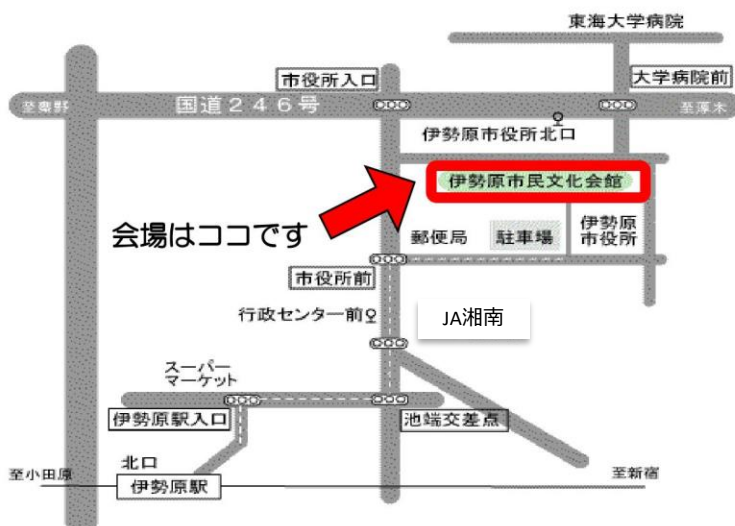 東海大学病院
市役所入口
大学病院前
至秦野
国道246号
至厚木
伊勢原市役所北口
伊勢原市民文化会館
会場はココです
郵便局
駐車場
伊勢原
市役所
市役所前
行政センター前
JA湘南
スーパー
マーケット
伊勢原駅入口
池端交差点
北口
至小田原
伊勢原駅
至新宿